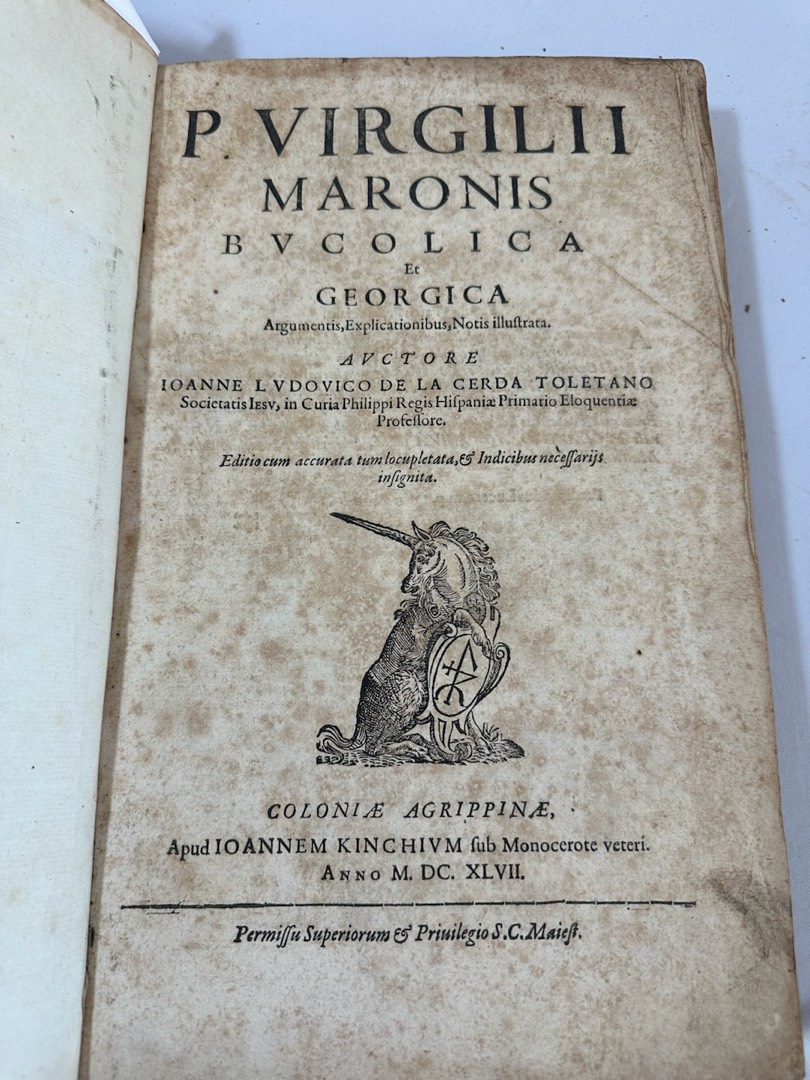 P. VIRGILII
MARONIS
BVCOLICA
Et
GEORGICA
Argumentis, Explicationibus, Notis illuſtrata.
AVCTORE
IOANNE LVDOVICO DE LA CERDA TOLETANO
Societatis IESV, in Curia Philippi Regis Hiſpaniæ Primario Eloquentiæ
Profeſſore.
Editio cum accurata tum locupletata, & Indicibus neceſſarijs
inſignita.
COLONIÆ AGRIPPINÆ,
Apud IOANNEM KINCHIVM ſub Monocerote veteri.
ANNO M. DC. XLVII.
Permiſſu Superiorum & Priuilegio S.C. Maieſt.